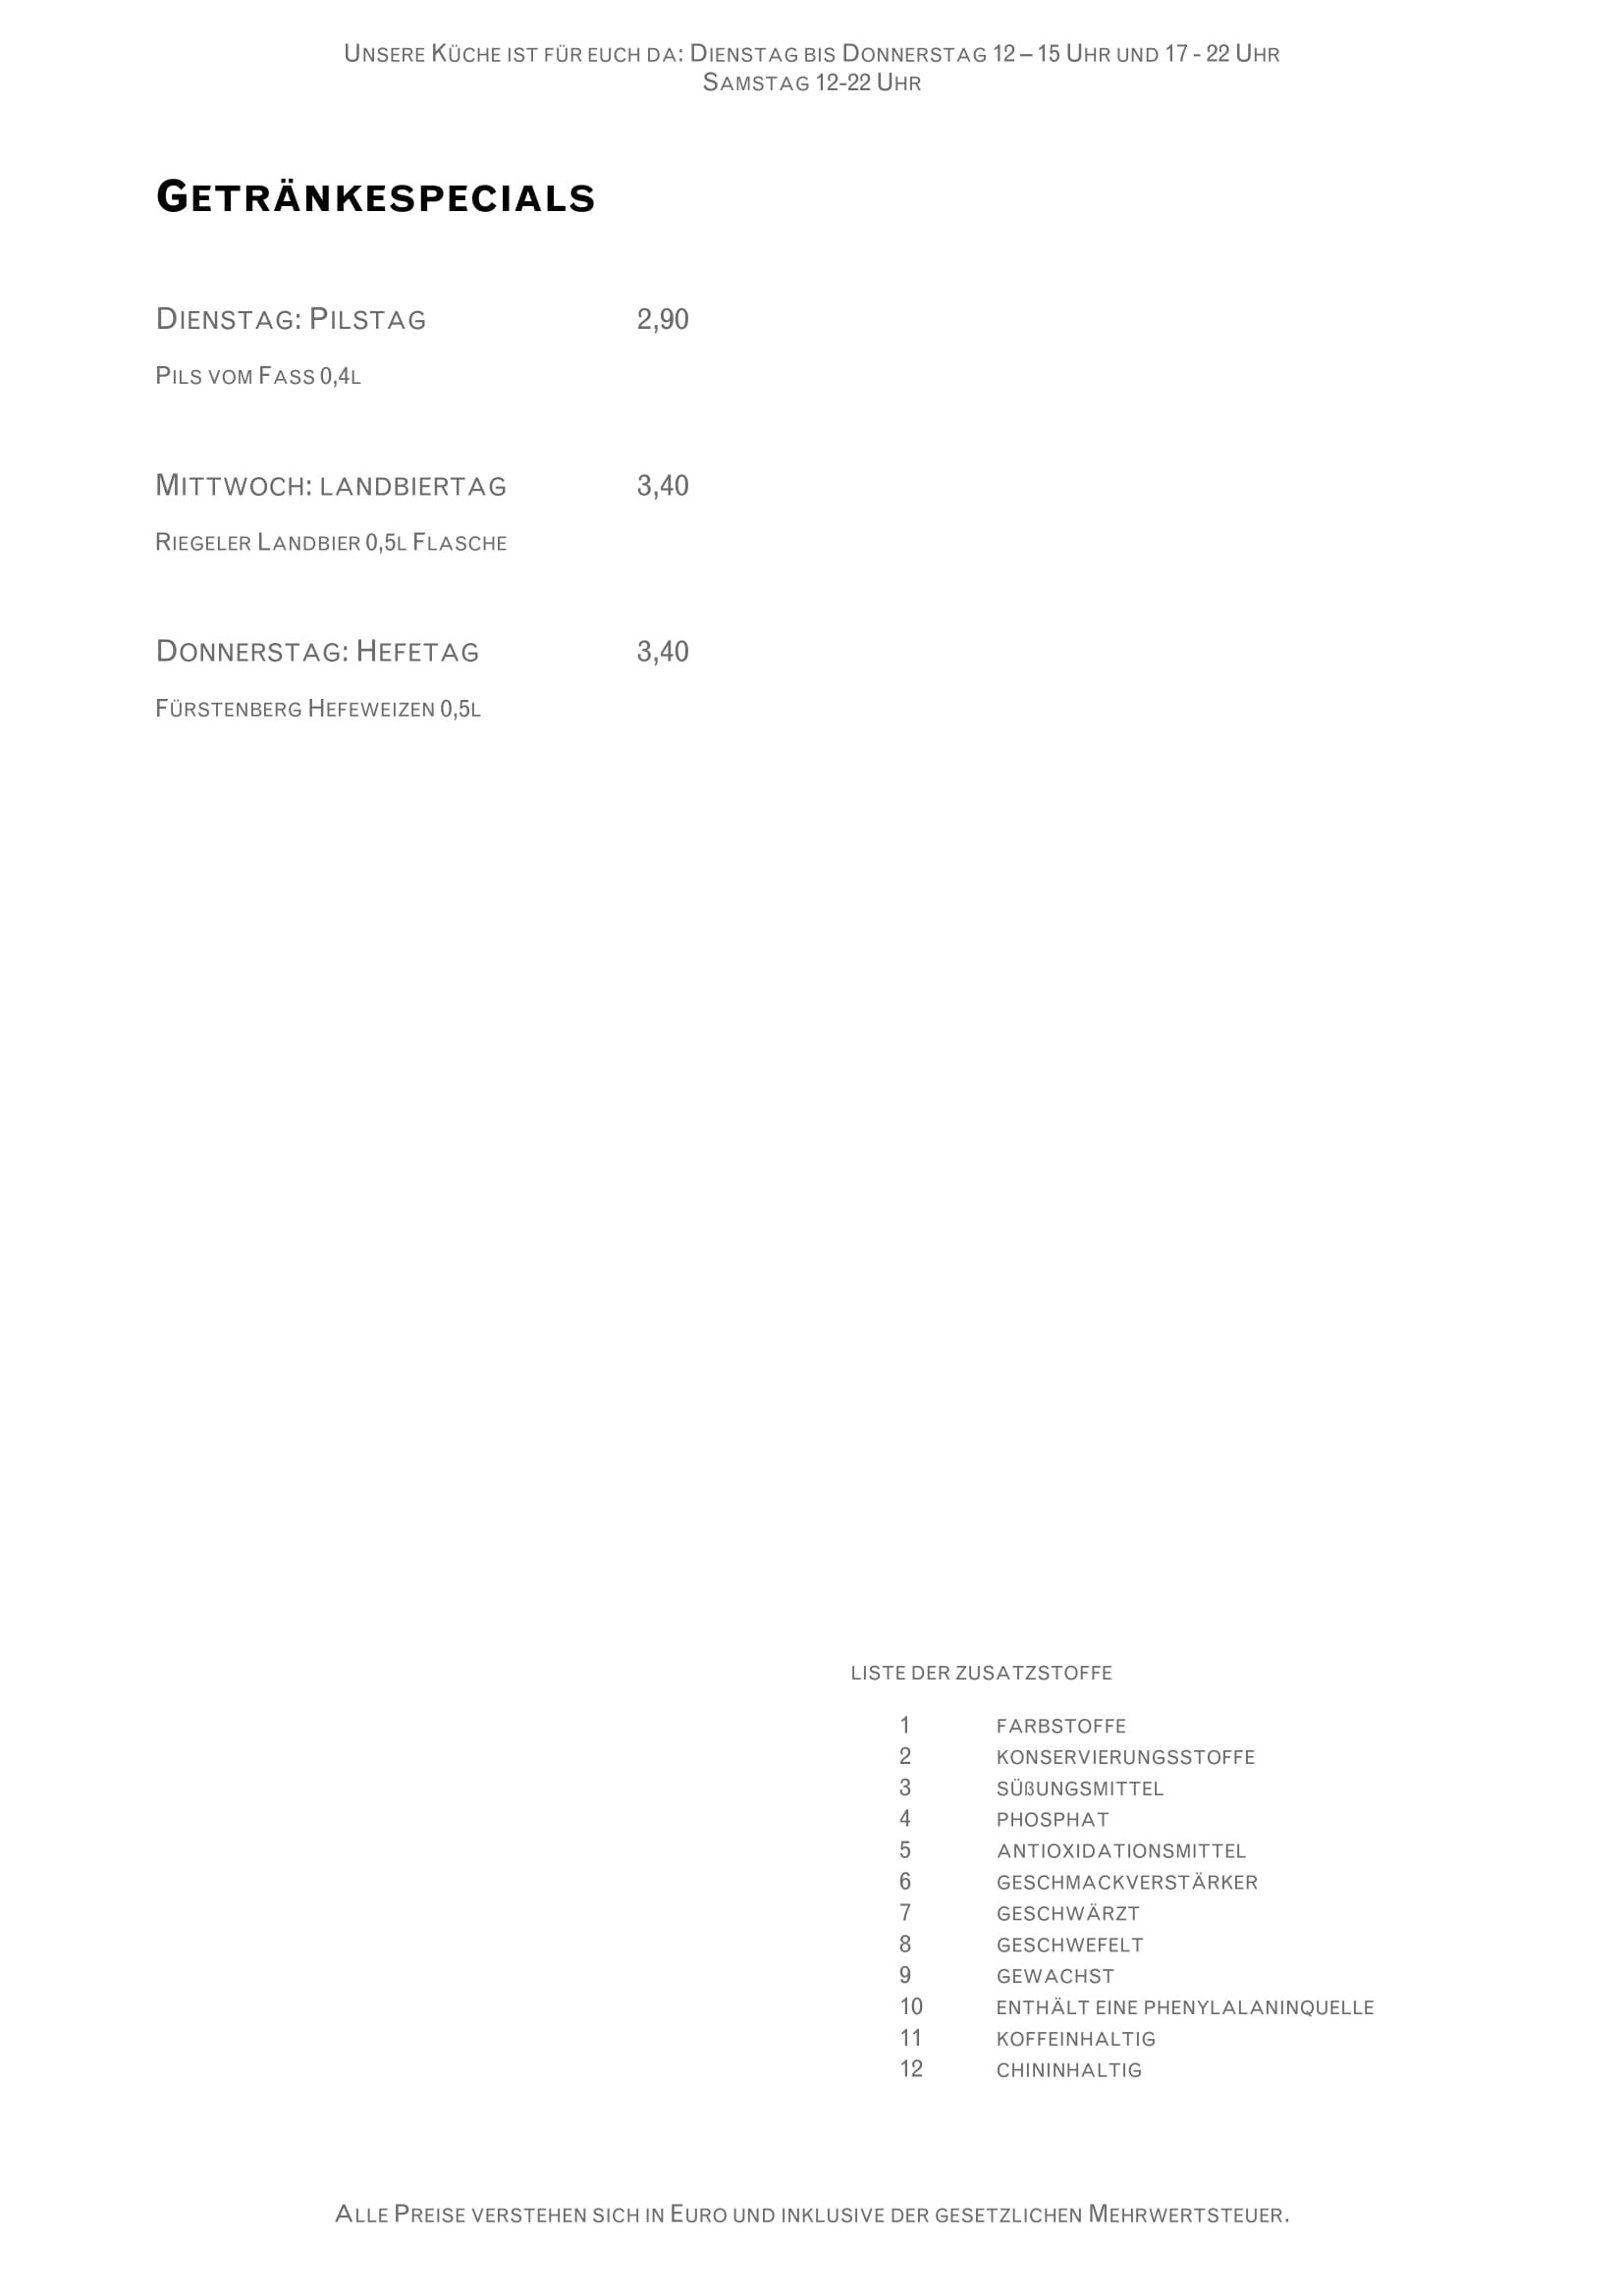 Unsere Küche ist für euch da: Dienstag bis Donnerstag 12 – 15 Uhr und 17 - 22 Uhr
Samstag 12-22 Uhr
Getränkespecials
Dienstag: Pilstag 2,90
Pils vom Fass 0,4l
Mittwoch: landbiertag 3,40
Riegeler Landbier 0,5l Flasche
Donnerstag: Hefetag 3,40
Fürstenberg Hefeweizen 0,5l
liste der zusatzstoffe
1 farbstoffe
2 konservierungsstoffe
3 süßungsmittel
4 phosphat
5 antioxidationsmittel
6 geschmackverstärker
7 geschwärzt
8 geschwefelt
9 gewachst
10 enthält eine phenylalaninquelle
11 koffeinhaltig
12 chininhaltig
Alle Preise verstehen sich in Euro und inklusive der gesetzlichen Mehrwertsteuer.